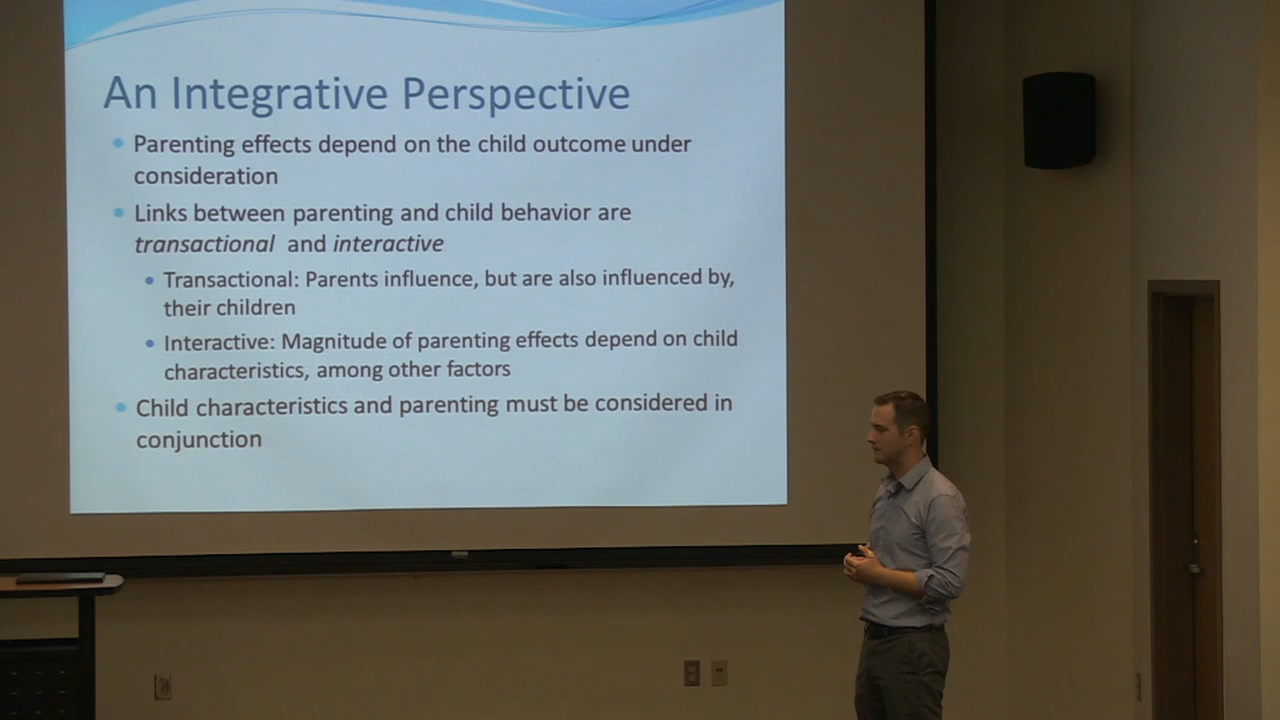 An Integrative Perspective
• Parenting effects depend on the child outcome under
consideration
• Links between parenting and child behavior are
transactional and interactive
• Transactional: Parents influence, but are also influenced by,
their children
• Interactive: Magnitude of parenting effects depend on child
characteristics, among other factors
• Child characteristics and parenting must be considered in
conjunction